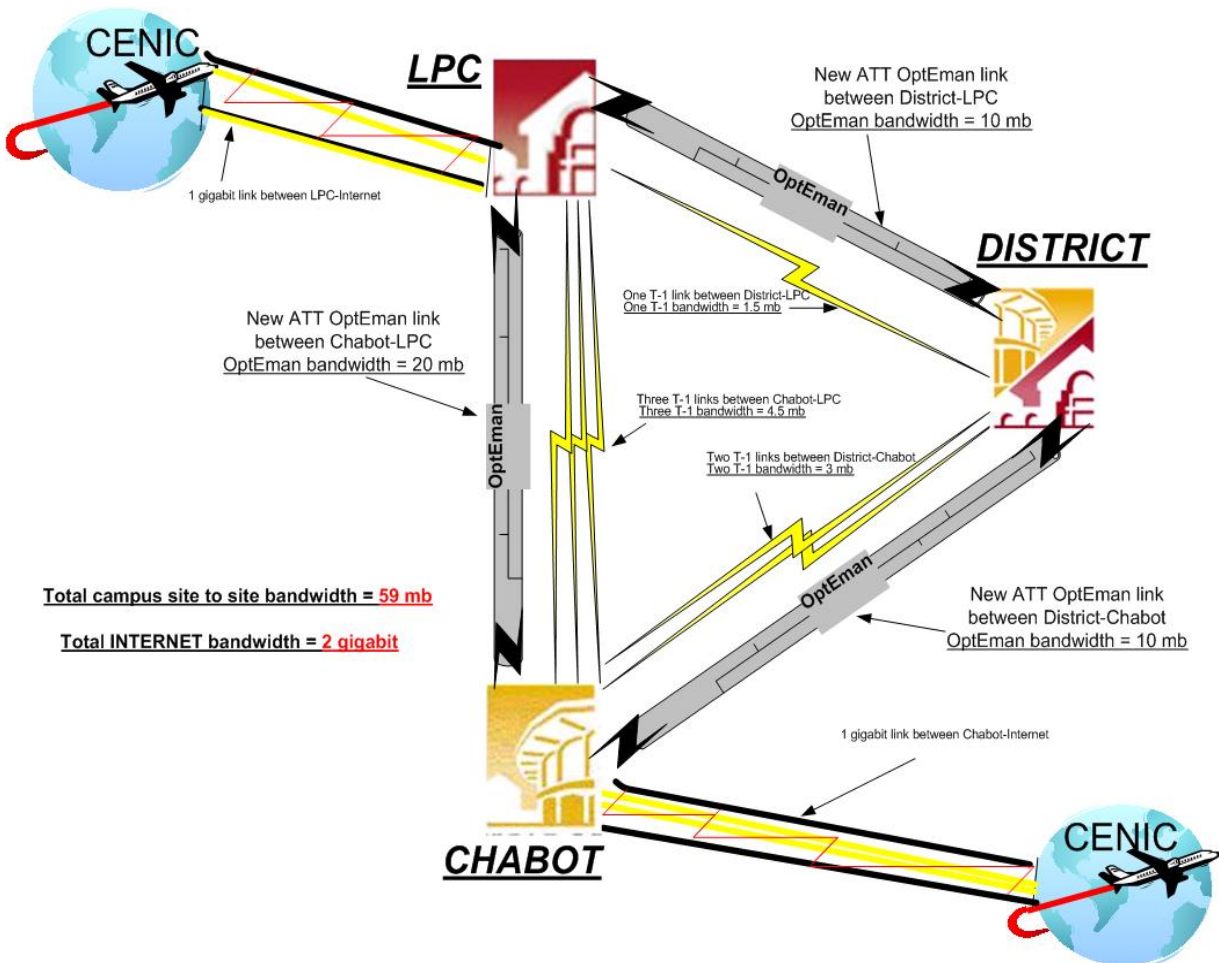 CENIC
LPC
New ATT OptEman link
between District-LPC
OptEman bandwidth = 10 mb
1 gigabit link between LPC-Internet
OptEman
DISTRICT
One T-1 link between District-LPC
One T-1 bandwidth = 1.5 mb
New ATT OptEman link
between Chabot-LPC
OptEman bandwidth = 20 mb
OptEman
Three T-1 links between Chabot-LPC
Three T-1 bandwidth = 4.5 mb
Two T-1 links between District-Chabot
Two T-1 bandwidth = 3 mb
OptEman
New ATT OptEman link
between District-Chabot
OptEman bandwidth = 10 mb
Total campus site to site bandwidth = 59 mb
Total INTERNET bandwidth = 2 gigabit
1 gigabit link between Chabot-Internet
CHABOT
CENIC